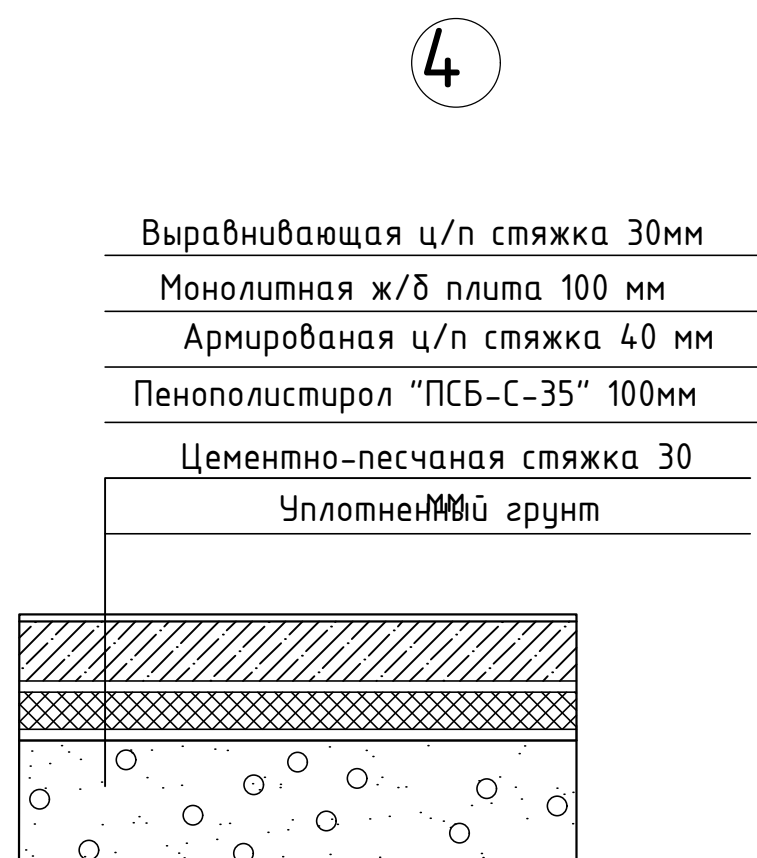 4
Выравнивающая ц/п стяжка 30мм
Монолитная ж/б плита 100 мм
Армированая ц/п стяжка 40 мм
Пенополистирол "ПСБ-С-35" 100мм
Цементно-песчаная стяжка 30
мм -
Уплотненный грунт